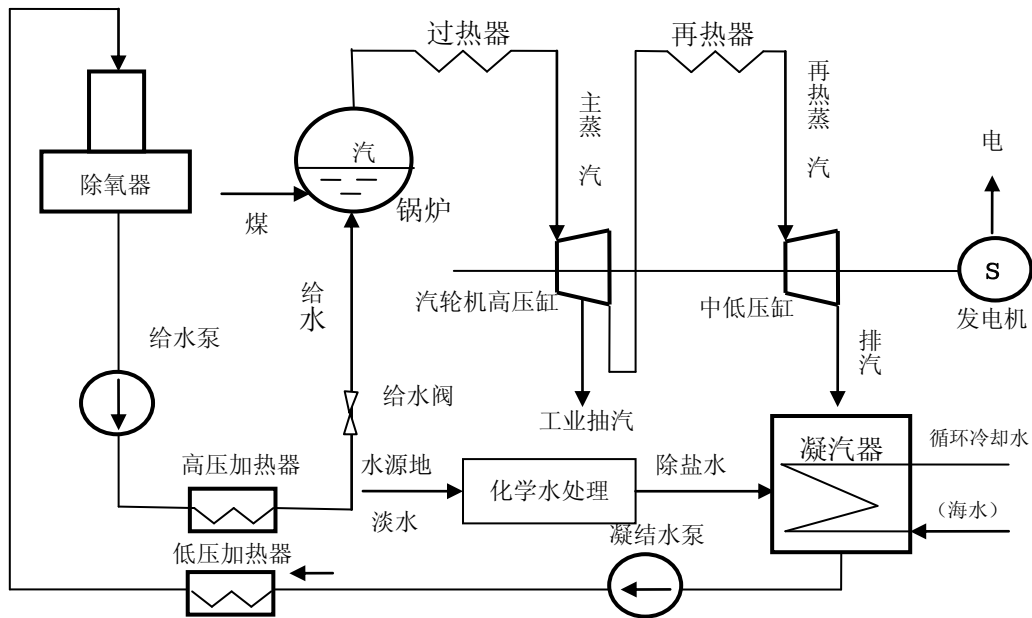 过热器
再热器
主蒸 汽
再热蒸 汽
电
汽
除氧器
煤
锅炉
S
给水
汽轮机高压缸
中低压缸
发电机
给水泵
排汽
给水阀
工业抽汽
凝汽器
循环冷却水
高压加热器
水源地
化学水处理
除盐水
淡水
（海水）
凝结水泵
低压加热器